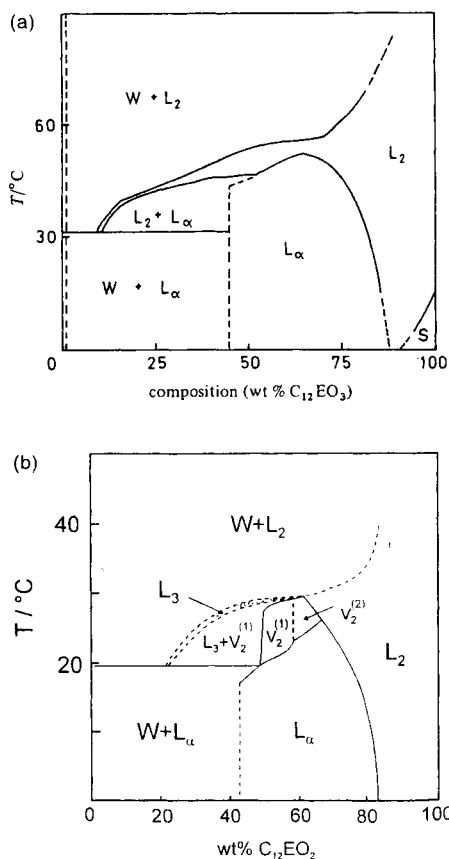 (a)
W + L₂
60
T/°C
L₂
L₂ + Lα
30
Lα
W + Lα
S
0 25 50 75 100
composition (wt % C₁₂EO₃)
(b)
40
W+L₂
L₃
T / °C
V₂⁽²⁾
L₃+V₂⁽¹⁾
V₂⁽¹⁾
L₂
20
W+Lα
Lα
0 20 40 60 80 100
wt% C₁₂EO₂